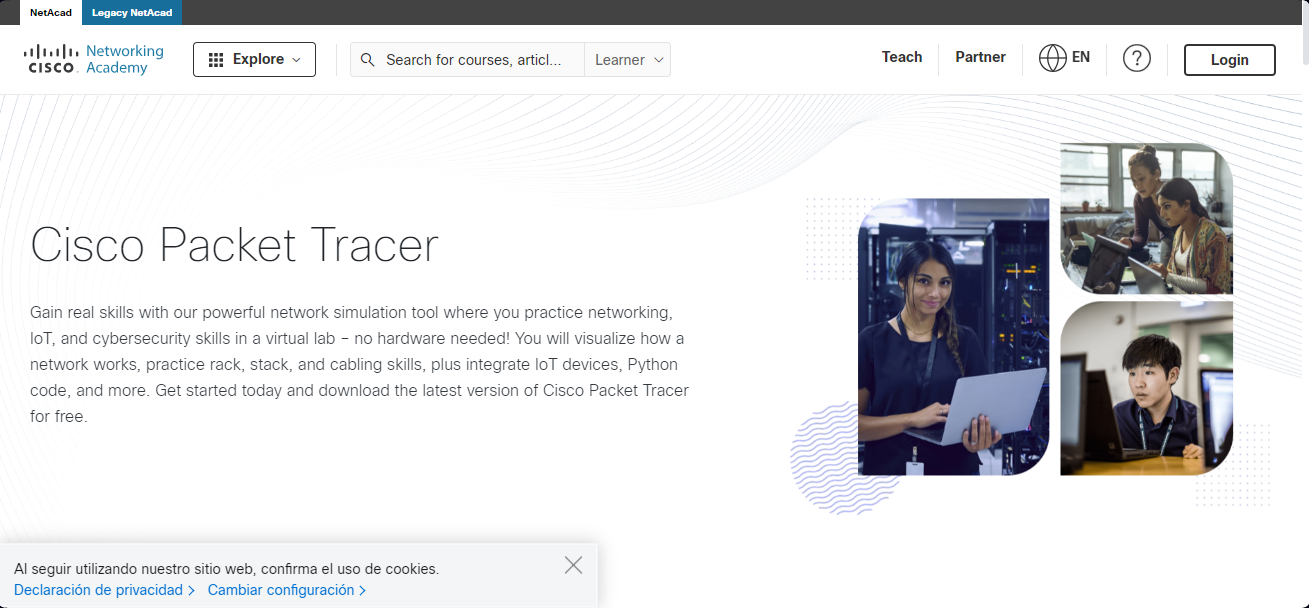 NetAcad
Legacy NetAcad
CISCO
Networking
Academy
Explore
Search for courses, articl...
Learner
Teach
Partner
EN
?
Login
Cisco Packet Tracer
Gain real skills with our powerful network simulation tool where you practice networking,
IoT, and cybersecurity skills in a virtual lab – no hardware needed! You will visualize how a
network works, practice rack, stack, and cabling skills, plus integrate IoT devices, Python
code, and more. Get started today and download the latest version of Cisco Packet Tracer
for free.
Al seguir utilizando nuestro sitio web, confirma el uso de cookies.
Declaración de privacidad
Cambiar configuración